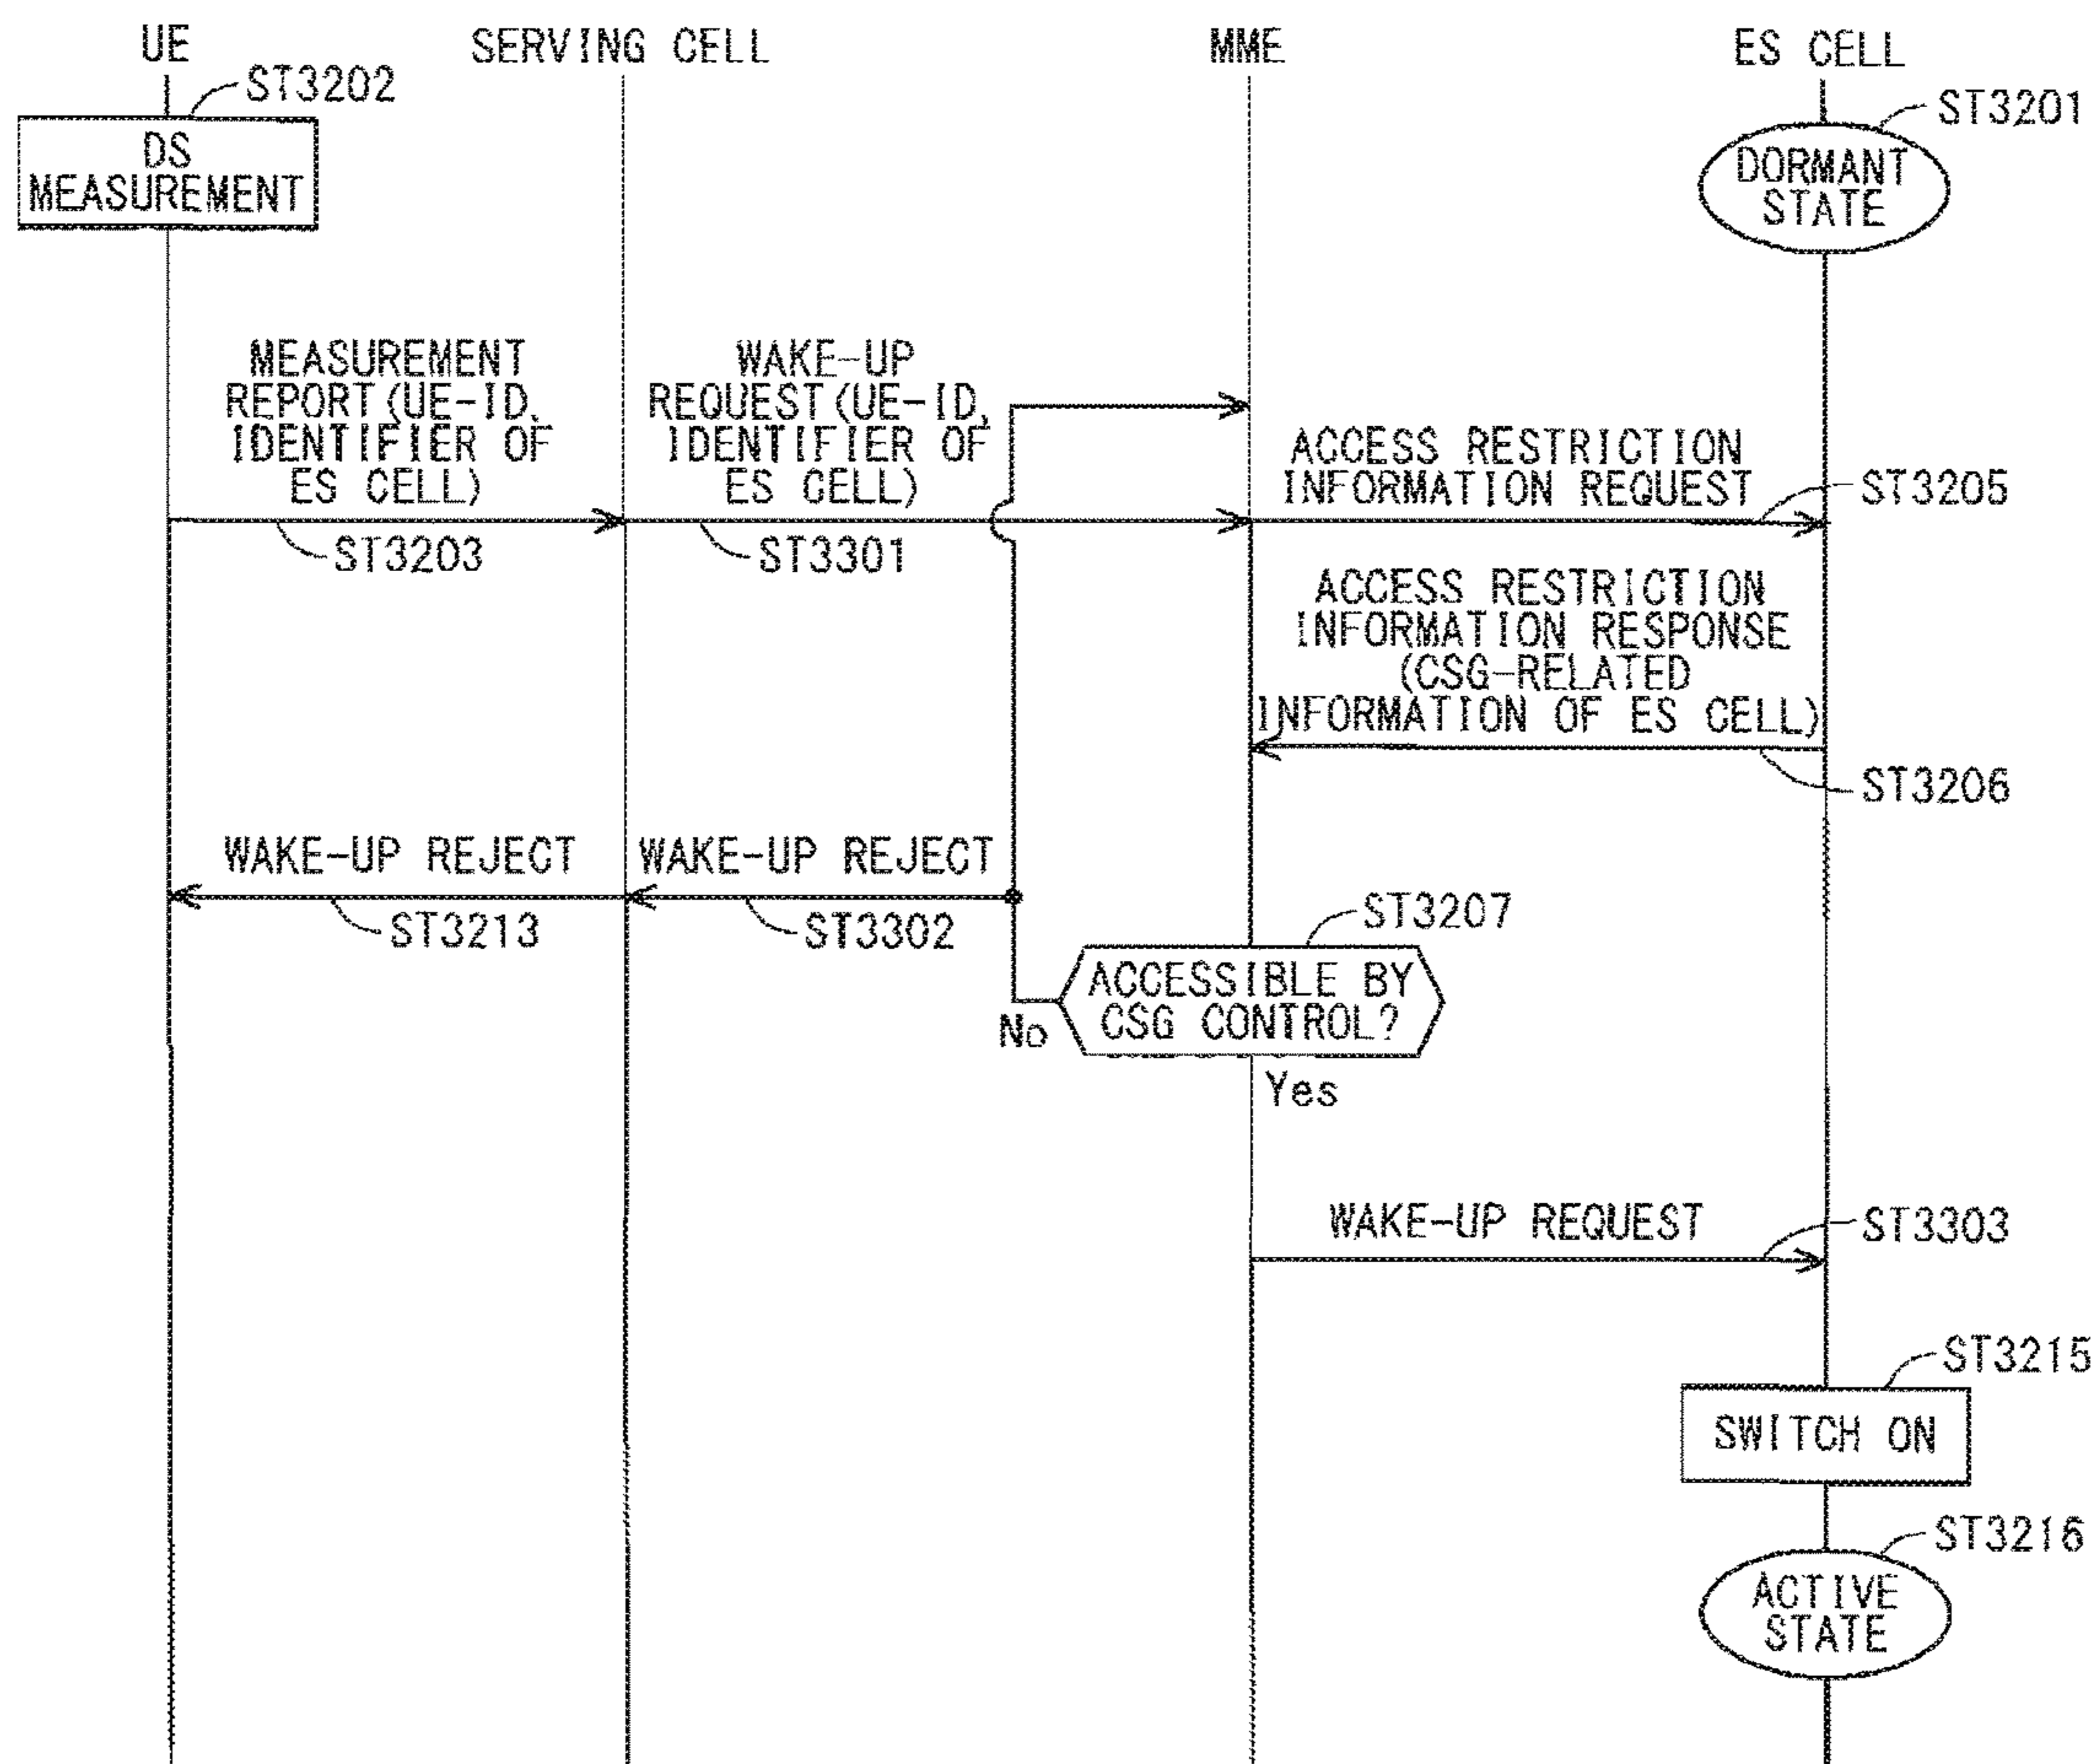 UE
SERVING CELL
MME
ES CELL
ST3202
ST3201
DS
MEASUREMENT
DORMANT
STATE
MEASUREMENT
REPORT(UE-ID,
IDENTIFIER OF
ES CELL)
WAKE-UP
REQUEST(UE-ID,
IDENTIFIER OF
ES CELL)
ACCESS RESTRICTION
INFORMATION REQUEST
ST3205
ST3203
ST3301
ACCESS RESTRICTION
INFORMATION RESPONSE
(CSG-RELATED
INFORMATION OF ES CELL)
ST3206
WAKE-UP REJECT
WAKE-UP REJECT
ST3213
ST3302
ST3207
ACCESSIBLE BY
CSG CONTROL?
No
Yes
WAKE-UP REQUEST
ST3303
ST3215
SWITCH ON
ST3216
ACTIVE
STATE